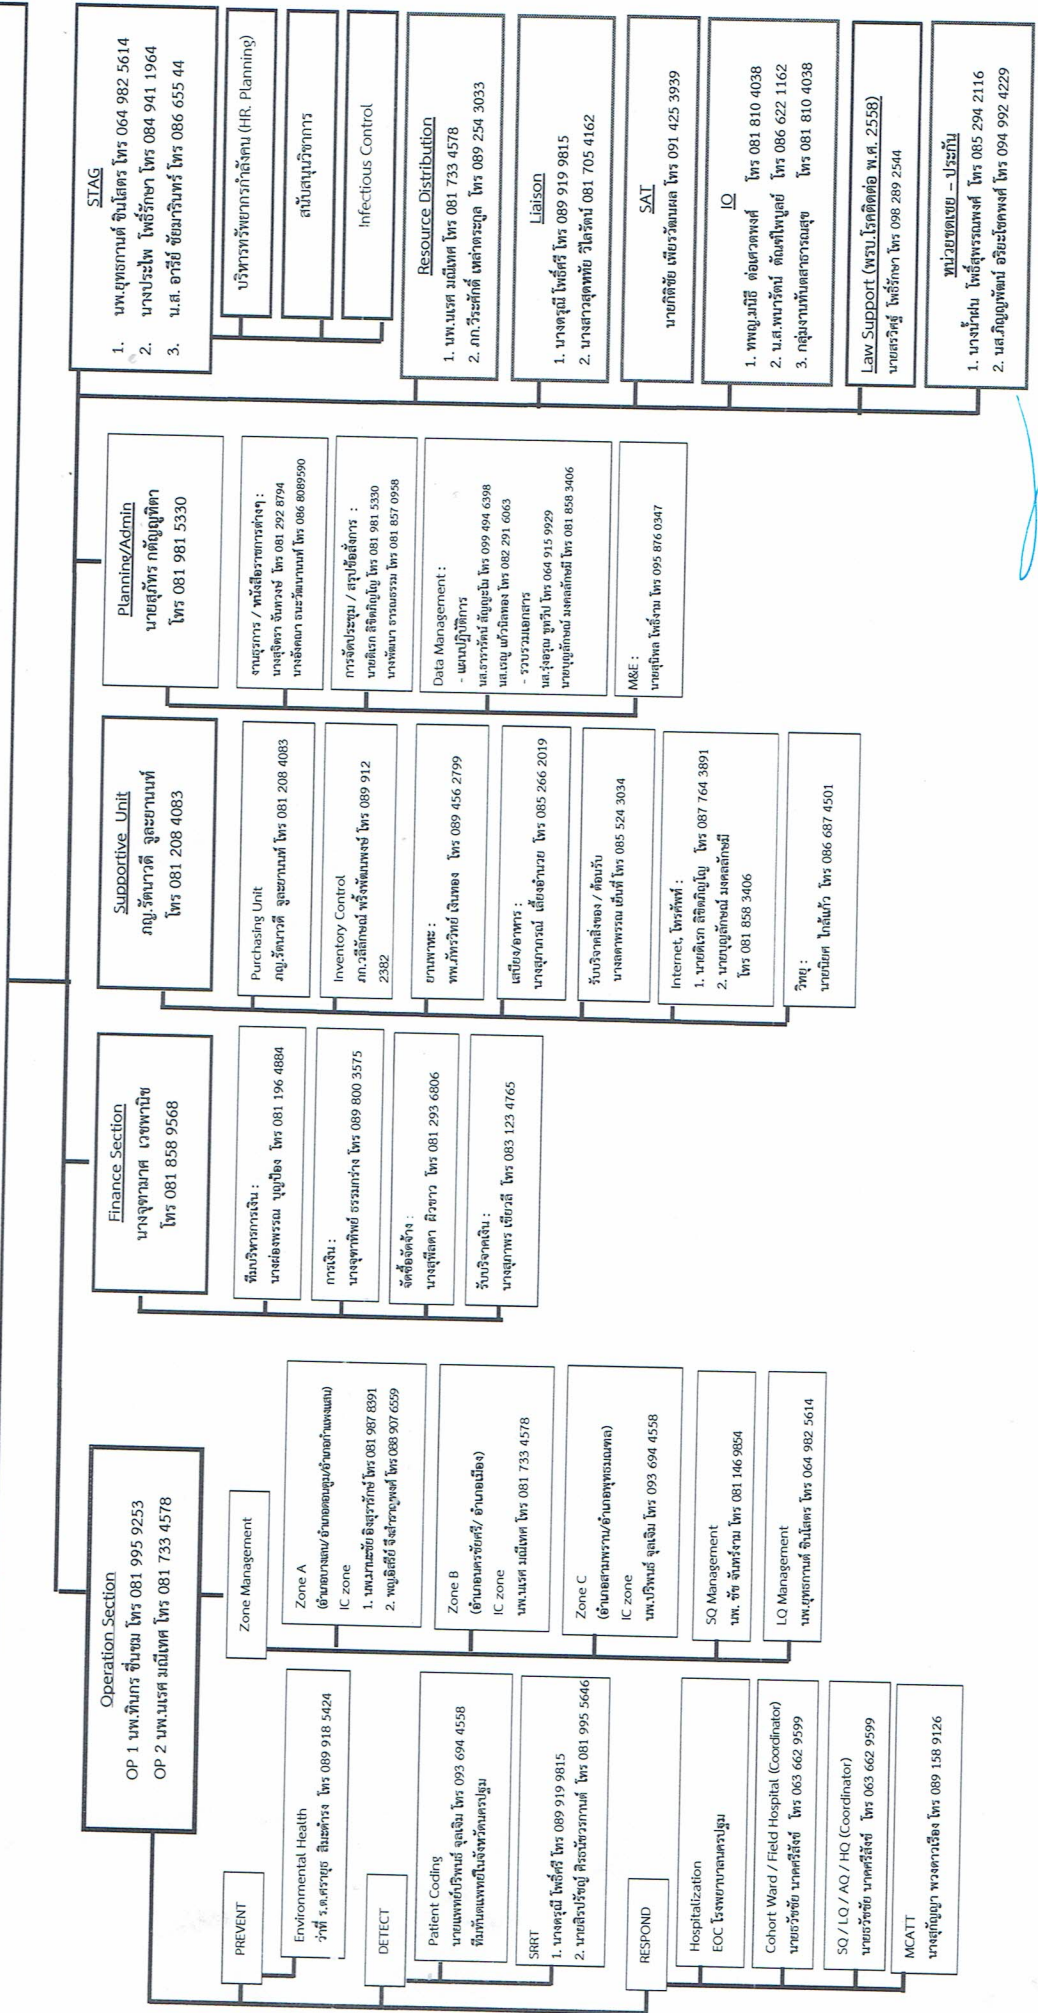 Operation Section
OP 1 นพ.ทินกร ชื่นชม โทร 081 995 9253
OP 2 นพ.นเรศ มณีเทศ โทร 081 733 4578
PREVENT
Environmental Health
ว่าที่ ร.ต.ศรายุธ สิมะดำรง โทร 089 918 5424
DETECT
Patient Coding
นายแพทย์ปริพนธ์ จุลเจิม โทร 093 694 4558
ทีมทันตแพทย์ในจังหวัดนครปฐม
SRRT
1. นางดรุณี โพธิ์ศรี โทร 089 919 9815
2. นายสิรปรัชญ์ ศิรธนัชวรกานต์ โทร 081 995 5646
RESPOND
Hospitalization
EOC โรงพยาบาลนครปฐม
Cohort Ward / Field Hospital (Coordinator)
นายธวัชชัย นาคศรีสังข์ โทร 063 662 9599
SQ / LQ / AQ / HQ (Coordinator)
นายธวัชชัย นาคศรีสังข์ โทร 063 662 9599
MCATT
นางสุกัญญา พวงดาวเรือง โทร 089 158 9126
Zone Management
Zone A
(อำเภอบางเลน/อำเภอดอนตูม/อำเภอกำแพงแสน)
IC zone
1. นพ.มานะชัย อิงสุรารักษ์ โทร 081 987 8391
2. พญ.อิสรีย์ จึงสำราญพงศ์ โทร 088 907 6559
Zone B
(อำเภอนครชัยศรี/ อำเภอเมือง)
IC zone
นพ.นเรศ มณีเทศ โทร 081 733 4578
Zone C
(อำเภอสามพราน/อำเภอพุทธมณฑล)
IC zone
นพ.ปริพนธ์ จุลเจิม โทร 093 694 4558
SQ Management
นพ. ชัช จันทร์งาม โทร 081 146 9854
LQ Management
นพ.ยุทธกานต์ ชินโสตร โทร 064 982 5614
Finance Section
นางจุฑามาศ เวชพานิช
โทร 081 858 9568
ทีมบริหารการเงิน :
นางผ่องพรรณ บุญป๋อง โทร 081 196 4884
การเงิน :
นางจุฑาทิพย์ ธรรมกร่าง โทร 089 800 3575
จัดซื้อจัดจ้าง :
นางสุพีลดา ผิวขาว โทร 081 293 6806
รับบริจาคเงิน :
นางสุภาพร เชียวลี โทร 083 123 4765
Supportive Unit
ภญ.รัตนาวดี จูละยานนท์
โทร 081 208 4083
Purchasing Unit
ภญ.รัตนาวดี จูละยานนท์ โทร 081 208 4083
Inventory Control
ภก.วลีลักษณ์ พริ้งพัฒนพงษ์ โทร 089 912
2382
ยานพาหะ :
ทพ.ภัทรวิทย์ เงินทอง โทร 089 456 2799
เสบียง/อาหาร :
นางสุภาภรณ์ เลี้ยงอำนวย โทร 085 266 2019
รับบริจาคสิ่งของ / ต้อนรับ
นางลดาพรรณ เย็นที่ โทร 085 524 3034
Internet, โทรศัพท์ :
1. นายดิเรก ลิขิตภิญโญ โทร 087 764 3891
2. นายบุญลักษณ์ มงคลลักษมี
โทร 081 858 3406
วิทยุ :
นายนิยศ ใกล้แก้ว โทร 086 687 4501
Planning/Admin
นายสุภัทร กตัญญูทิตา
โทร 081 981 5330
งานธุรการ / หนังสือราชการต่างๆ :
นางสุจิตรา จันทวงษ์ โทร 081 292 8794
นางอังคณา ธนะวัฒนานนท์ โทร 086 8089590
การจัดประชุม / สรุปข้อสั่งการ :
นายดิเรก ลิขิตภิญโญ โทร 081 981 5330
นางพัฒนา ธารณธรรม โทร 081 857 0958
Data Management :
- แผนปฏิบัติการ
นส.ธารารัตน์ สัญญะโม โทร 099 494 6398
นส.เรณู แก้วนิลทอง โทร 082 291 6063
- รวบรวมเอกสาร
นส.รุ่งอรุณ ชูทวีป โทร 064 915 9929
นายบุญลักษณ์ มงคลลักษมี โทร 081 858 3406
M&E :
นายสุนิพล โพธิ์งาม โทร 095 876 0347
STAG
1. นพ.ยุทธกานต์ ชินโสตร โทร 064 982 5614
2. นางประไพ โพธิ์รักษา โทร 084 941 1964
3. น.ส. อารีย์ ชัยมารินทร์ โทร 086 655 44
บริหารทรัพยากรกำลังคน (HR. Planning)
สนับสนุนวิชาการ
Infectious Control
Resource Distribution
1. นพ.นเรศ มณีเทศ โทร 081 733 4578
2. ภก.วีระศักดิ์ เหล่าตระกูล โทร 089 254 3033
Liaison
1. นางดรุณี โพธิ์ศรี โทร 089 919 9815
2. นางสาวสุดหทัย วิไลรัตน์ 081 705 4162
SAT
นายกิติชัย เพียรวัฒนผล โทร 091 425 3939
IO
1. ทพญ.มนิธี ต่อเศวตพงศ์ โทร 081 810 4038
2. น.ส.พนารัตน์ ตัณฑ์ไพบูลย์ โทร 086 622 1162
3. กลุ่มงานทันตสาธารณสุข โทร 081 810 4038
Law Support (พรบ.โรคติดต่อ พ.ศ. 2558)
นายสรวิศฐ์ โพธิ์รักษา โทร 098 289 2544
หน่วยชดเชย – ประกัน
1. นางน้ำฝน โพธิ์สุพรรณพงศ์ โทร 085 294 2116
2. นส.ภิญญพัฒน์ อริยะโชคพงศ์ โทร 094 992 4229